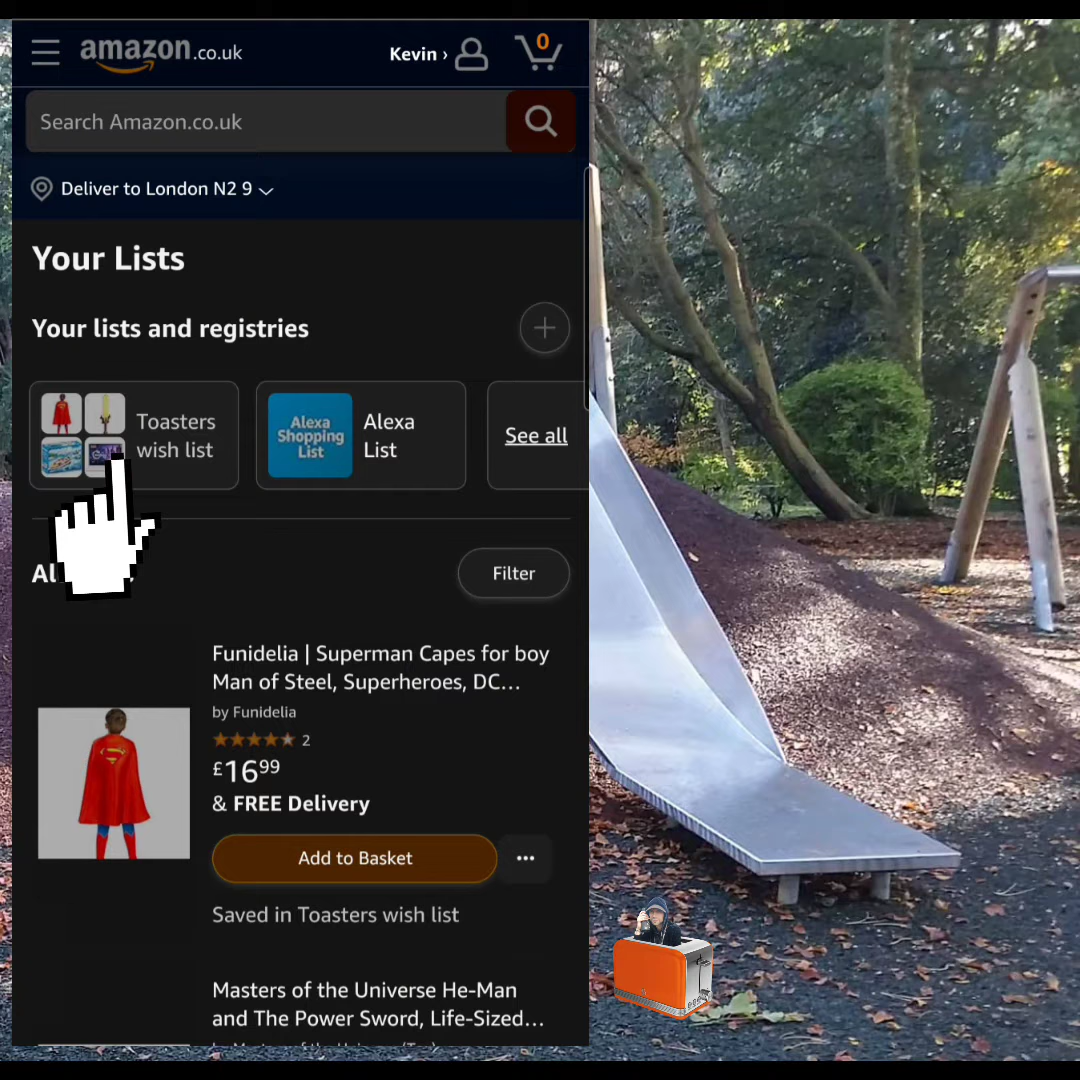 amazon.co.uk
Kevin ›
0
Search Amazon.co.uk
Deliver to London N2 9
Your Lists
Your lists and registries
Toasters
wish list
Alexa
Shopping
List
Alexa
List
See all
Filter
Funidelia | Superman Capes for boy
Man of Steel, Superheroes, DC...
by Funidelia
2
£1699
& FREE Delivery
Add to Basket
Saved in Toasters wish list
Masters of the Universe He-Man
and The Power Sword, Life-Sized...